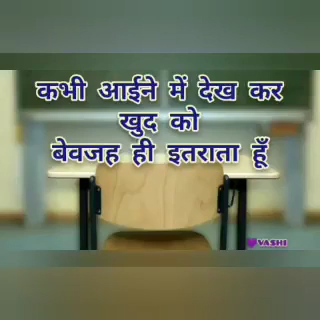 कभी आईने में देख कर
खुद को
बेवजह ही इतराता हूँ
VASHI